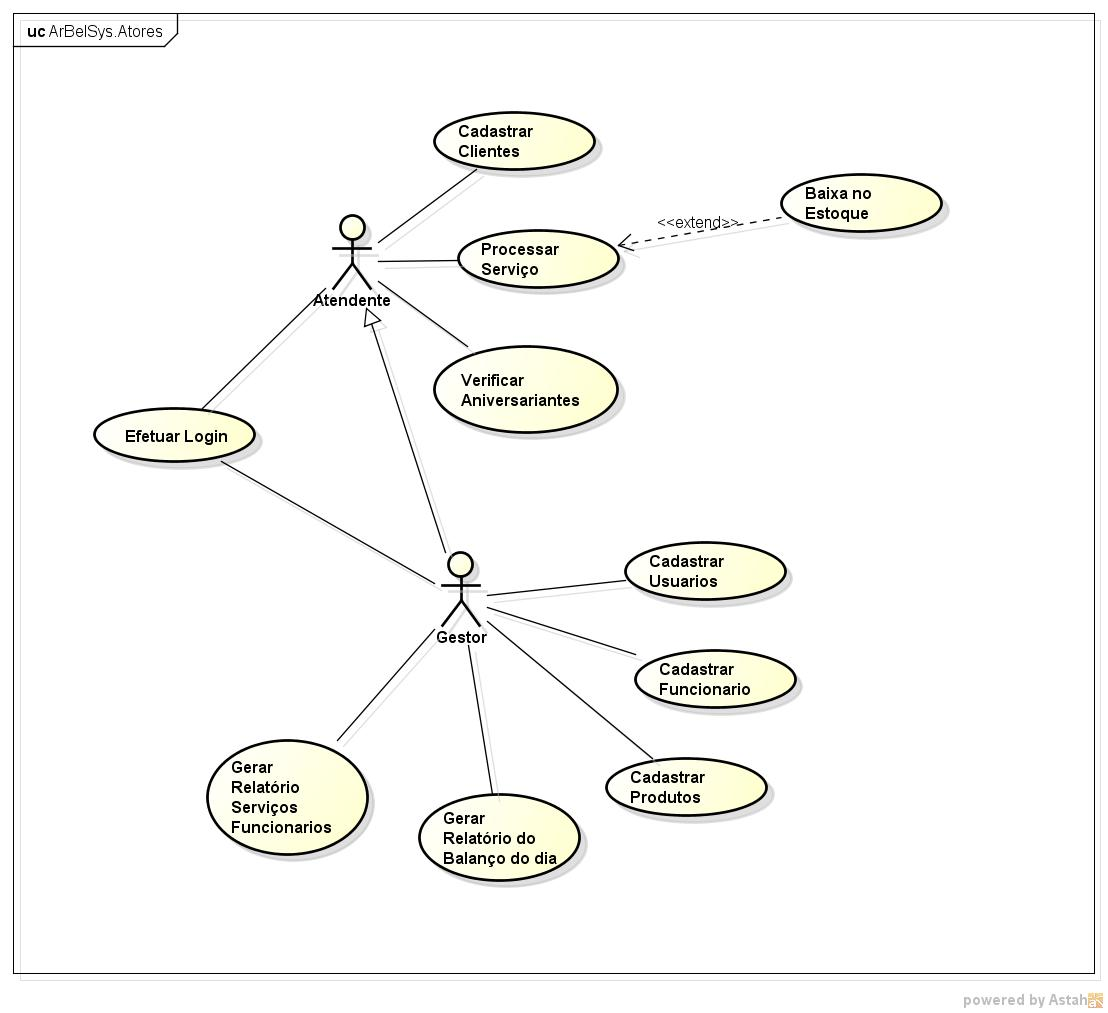 uc ArBelSys.Atores
Cadastrar
Clientes
Baixa no
Estoque
<<extend>>
Processar
Serviço
Atendente
Verificar
Aniversariantes
Efetuar Login
Cadastrar
Usuarios
Gestor
Cadastrar
Funcionario
Gerar
Relatório
Serviços
Funcionarios
Cadastrar
Produtos
Gerar
Relatório do
Balanço do dia
powered by Astah